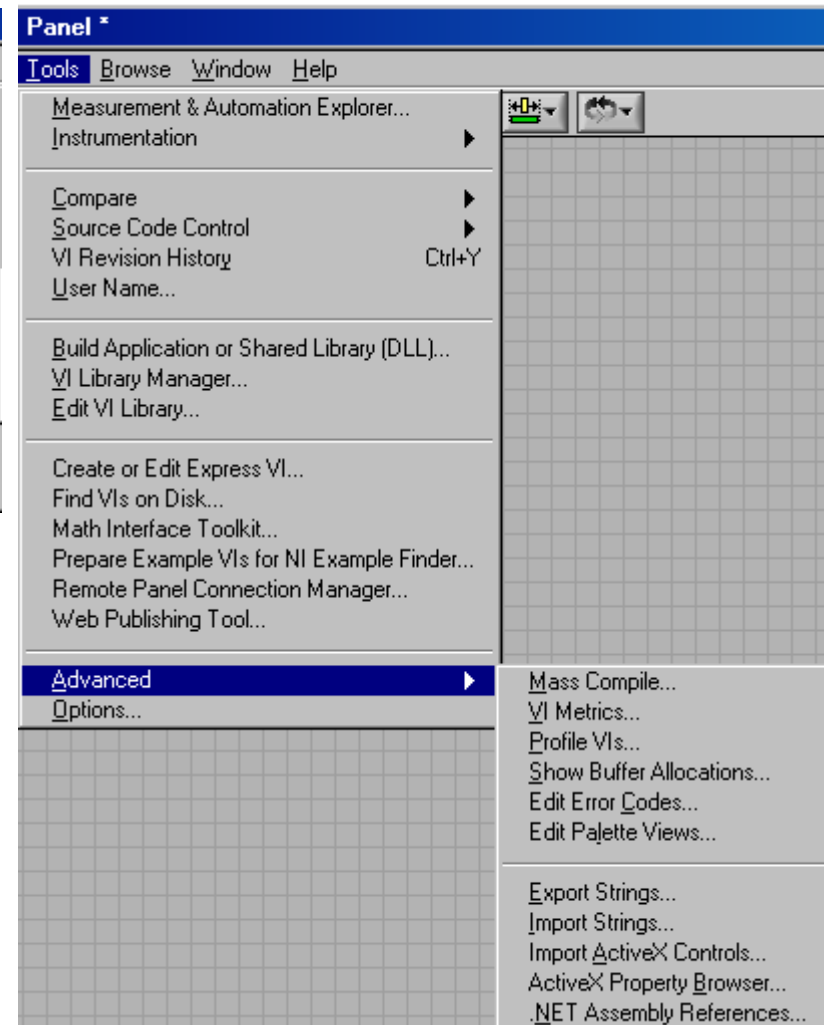 Panel *
Tools Browse Window Help
Measurement & Automation Explorer...
Instrumentation
Compare
Source Code Control
VI Revision History Ctrl+Y
User Name...
Build Application or Shared Library (DLL)...
VI Library Manager...
Edit VI Library...
Create or Edit Express VI...
Find VIs on Disk...
Math Interface Toolkit...
Prepare Example VIs for NI Example Finder...
Remote Panel Connection Manager...
Web Publishing Tool...
Advanced
Options...
Mass Compile...
VI Metrics...
Profile VIs...
Show Buffer Allocations...
Edit Error Codes...
Edit Palette Views...
Export Strings...
Import Strings...
Import ActiveX Controls...
ActiveX Property Browser...
.NET Assembly References...